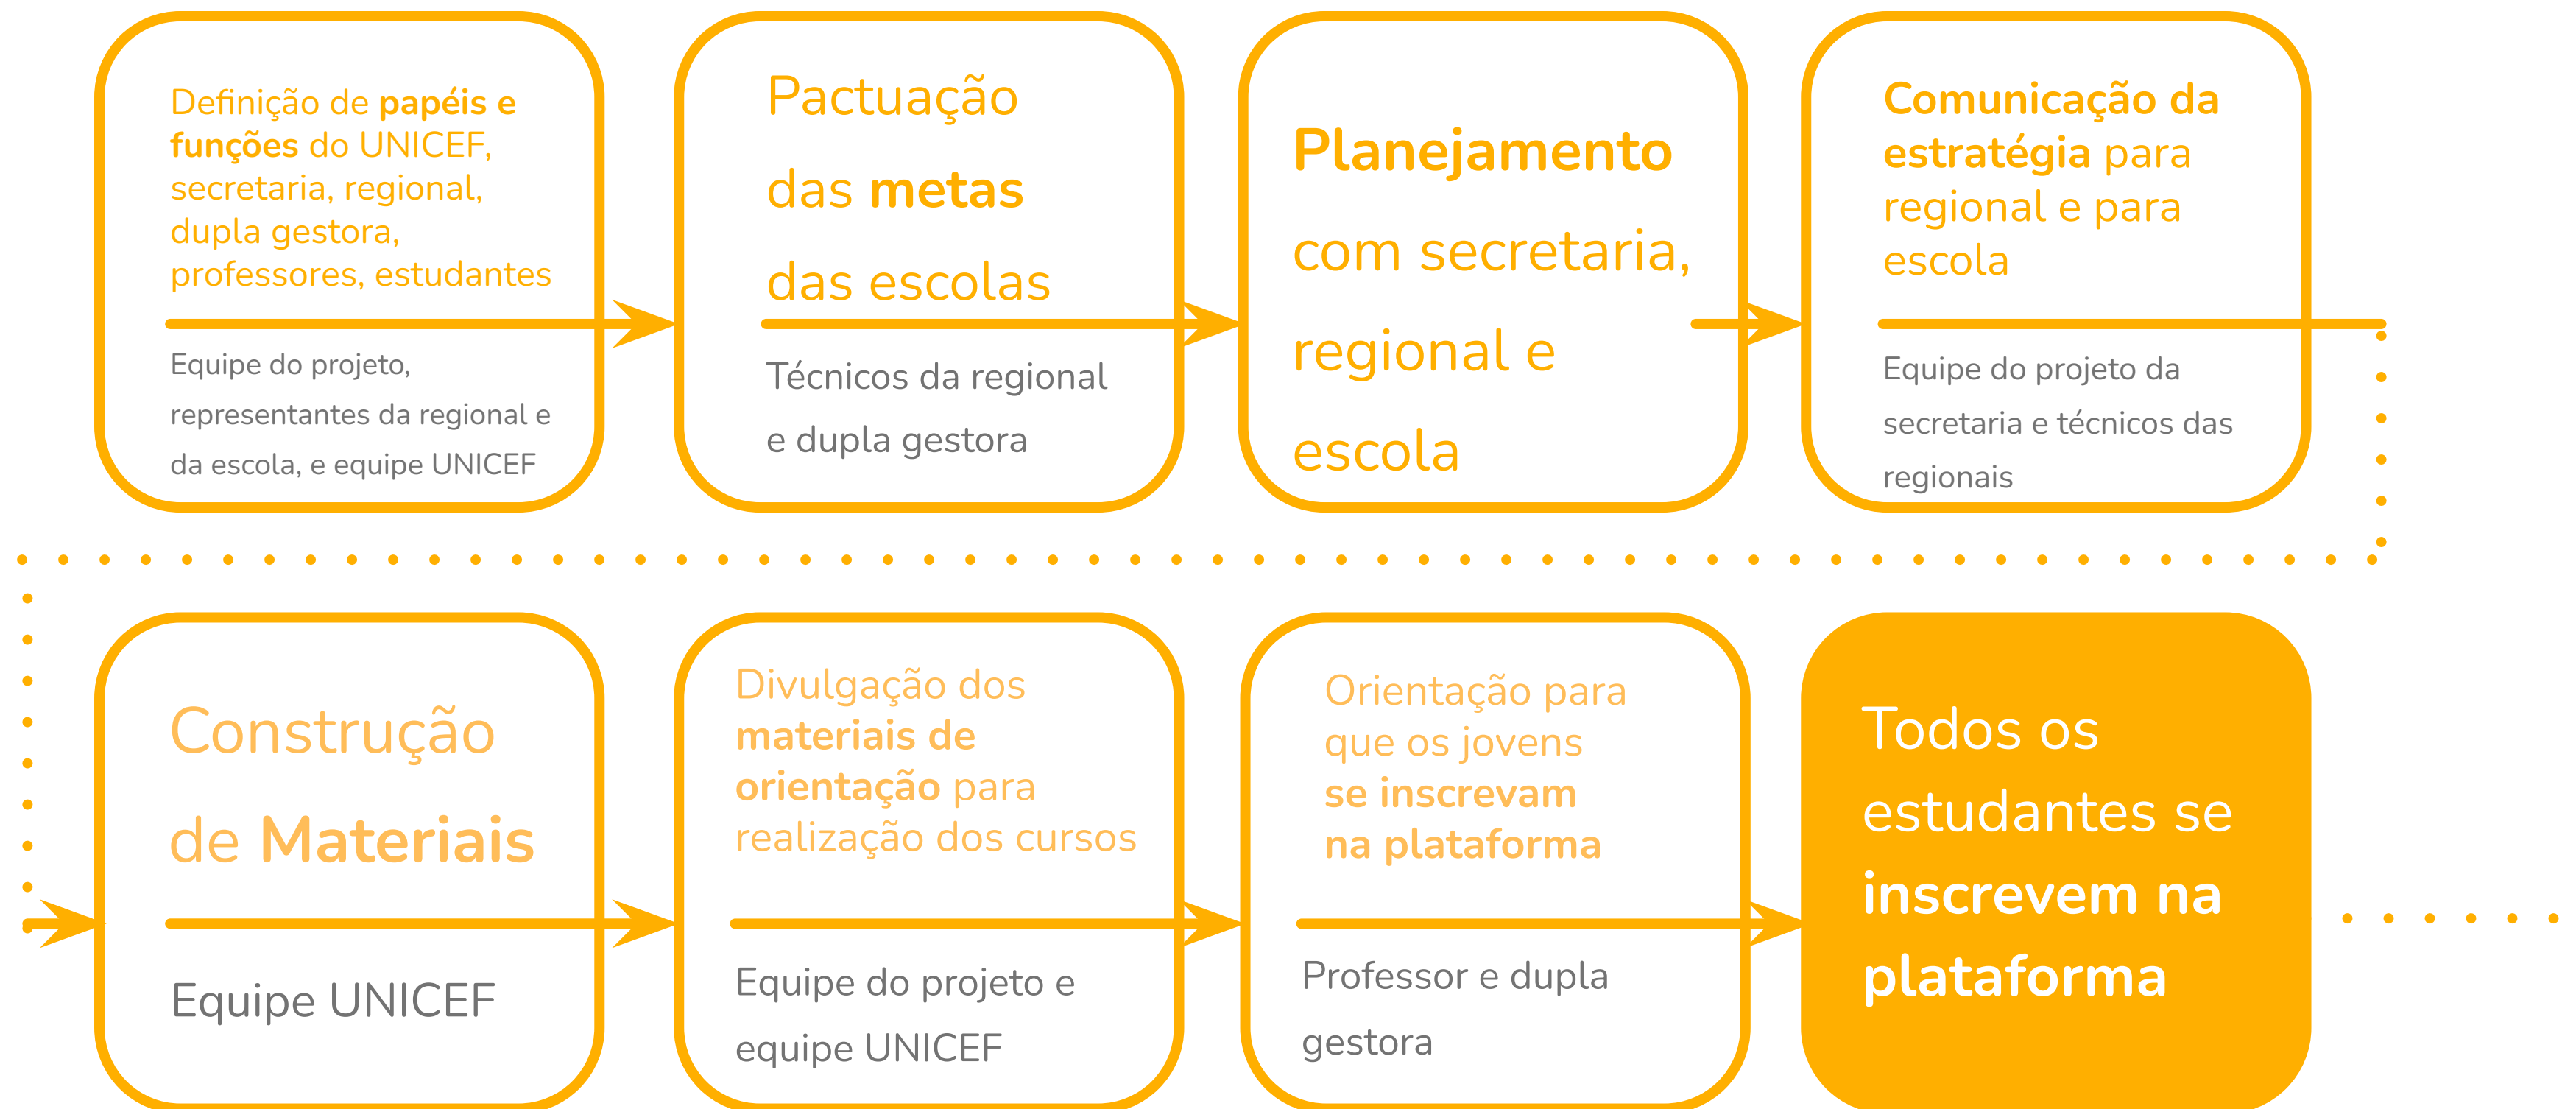 Definição de papéis e
funções do UNICEF,
secretaria, regional,
dupla gestora,
professores, estudantes
Equipe do projeto,
representantes da regional e
da escola, e equipe UNICEF
Pactuação
das metas
das escolas
Técnicos da regional
e dupla gestora
Planejamento
com secretaria,
regional e
escola
Comunicação da
estratégia para
regional e para
escola
Equipe do projeto da
secretaria e técnicos das
regionais
Construção
de Materiais
Equipe UNICEF
Divulgação dos
materiais de
orientação para
realização dos cursos
Equipe do projeto e
equipe UNICEF
Orientação para
que os jovens
se inscrevam
na plataforma
Professor e dupla
gestora
Todos os
estudantes se
inscrevem na
plataforma